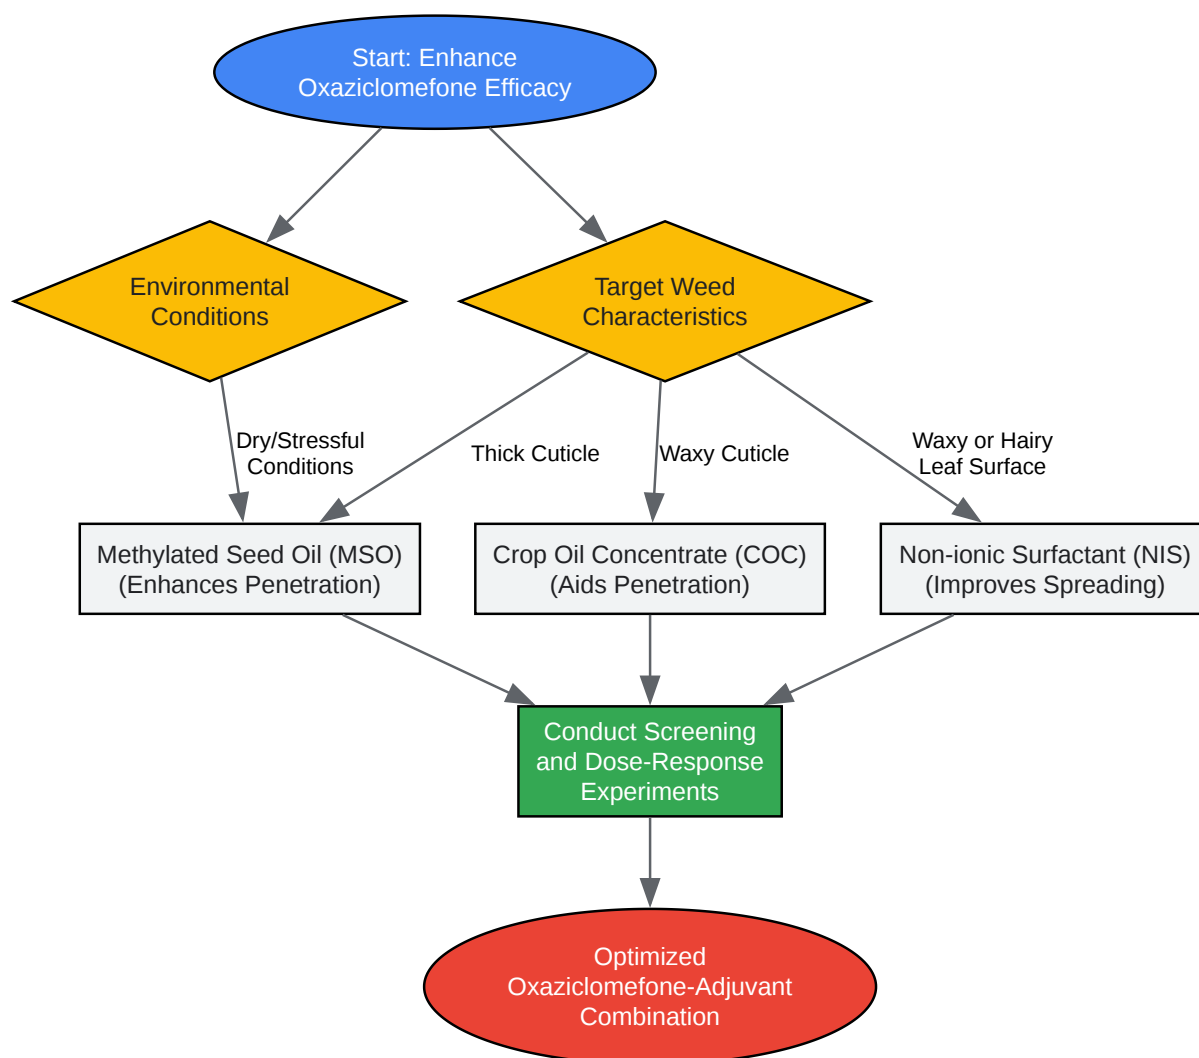 Start: Enhance
Oxaziclomefone Efficacy
Environmental
Conditions
Target Weed
Characteristics
Dry/Stressful
Conditions
Thick Cuticle
Waxy Cuticle
Waxy or Hairy
Leaf Surface
Methylated Seed Oil (MSO)
(Enhances Penetration)
Crop Oil Concentrate (COC)
(Aids Penetration)
Non-ionic Surfactant (NIS)
(Improves Spreading)
Conduct Screening
and Dose-Response
Experiments
Optimized
Oxaziclomefone-Adjuvant
Combination